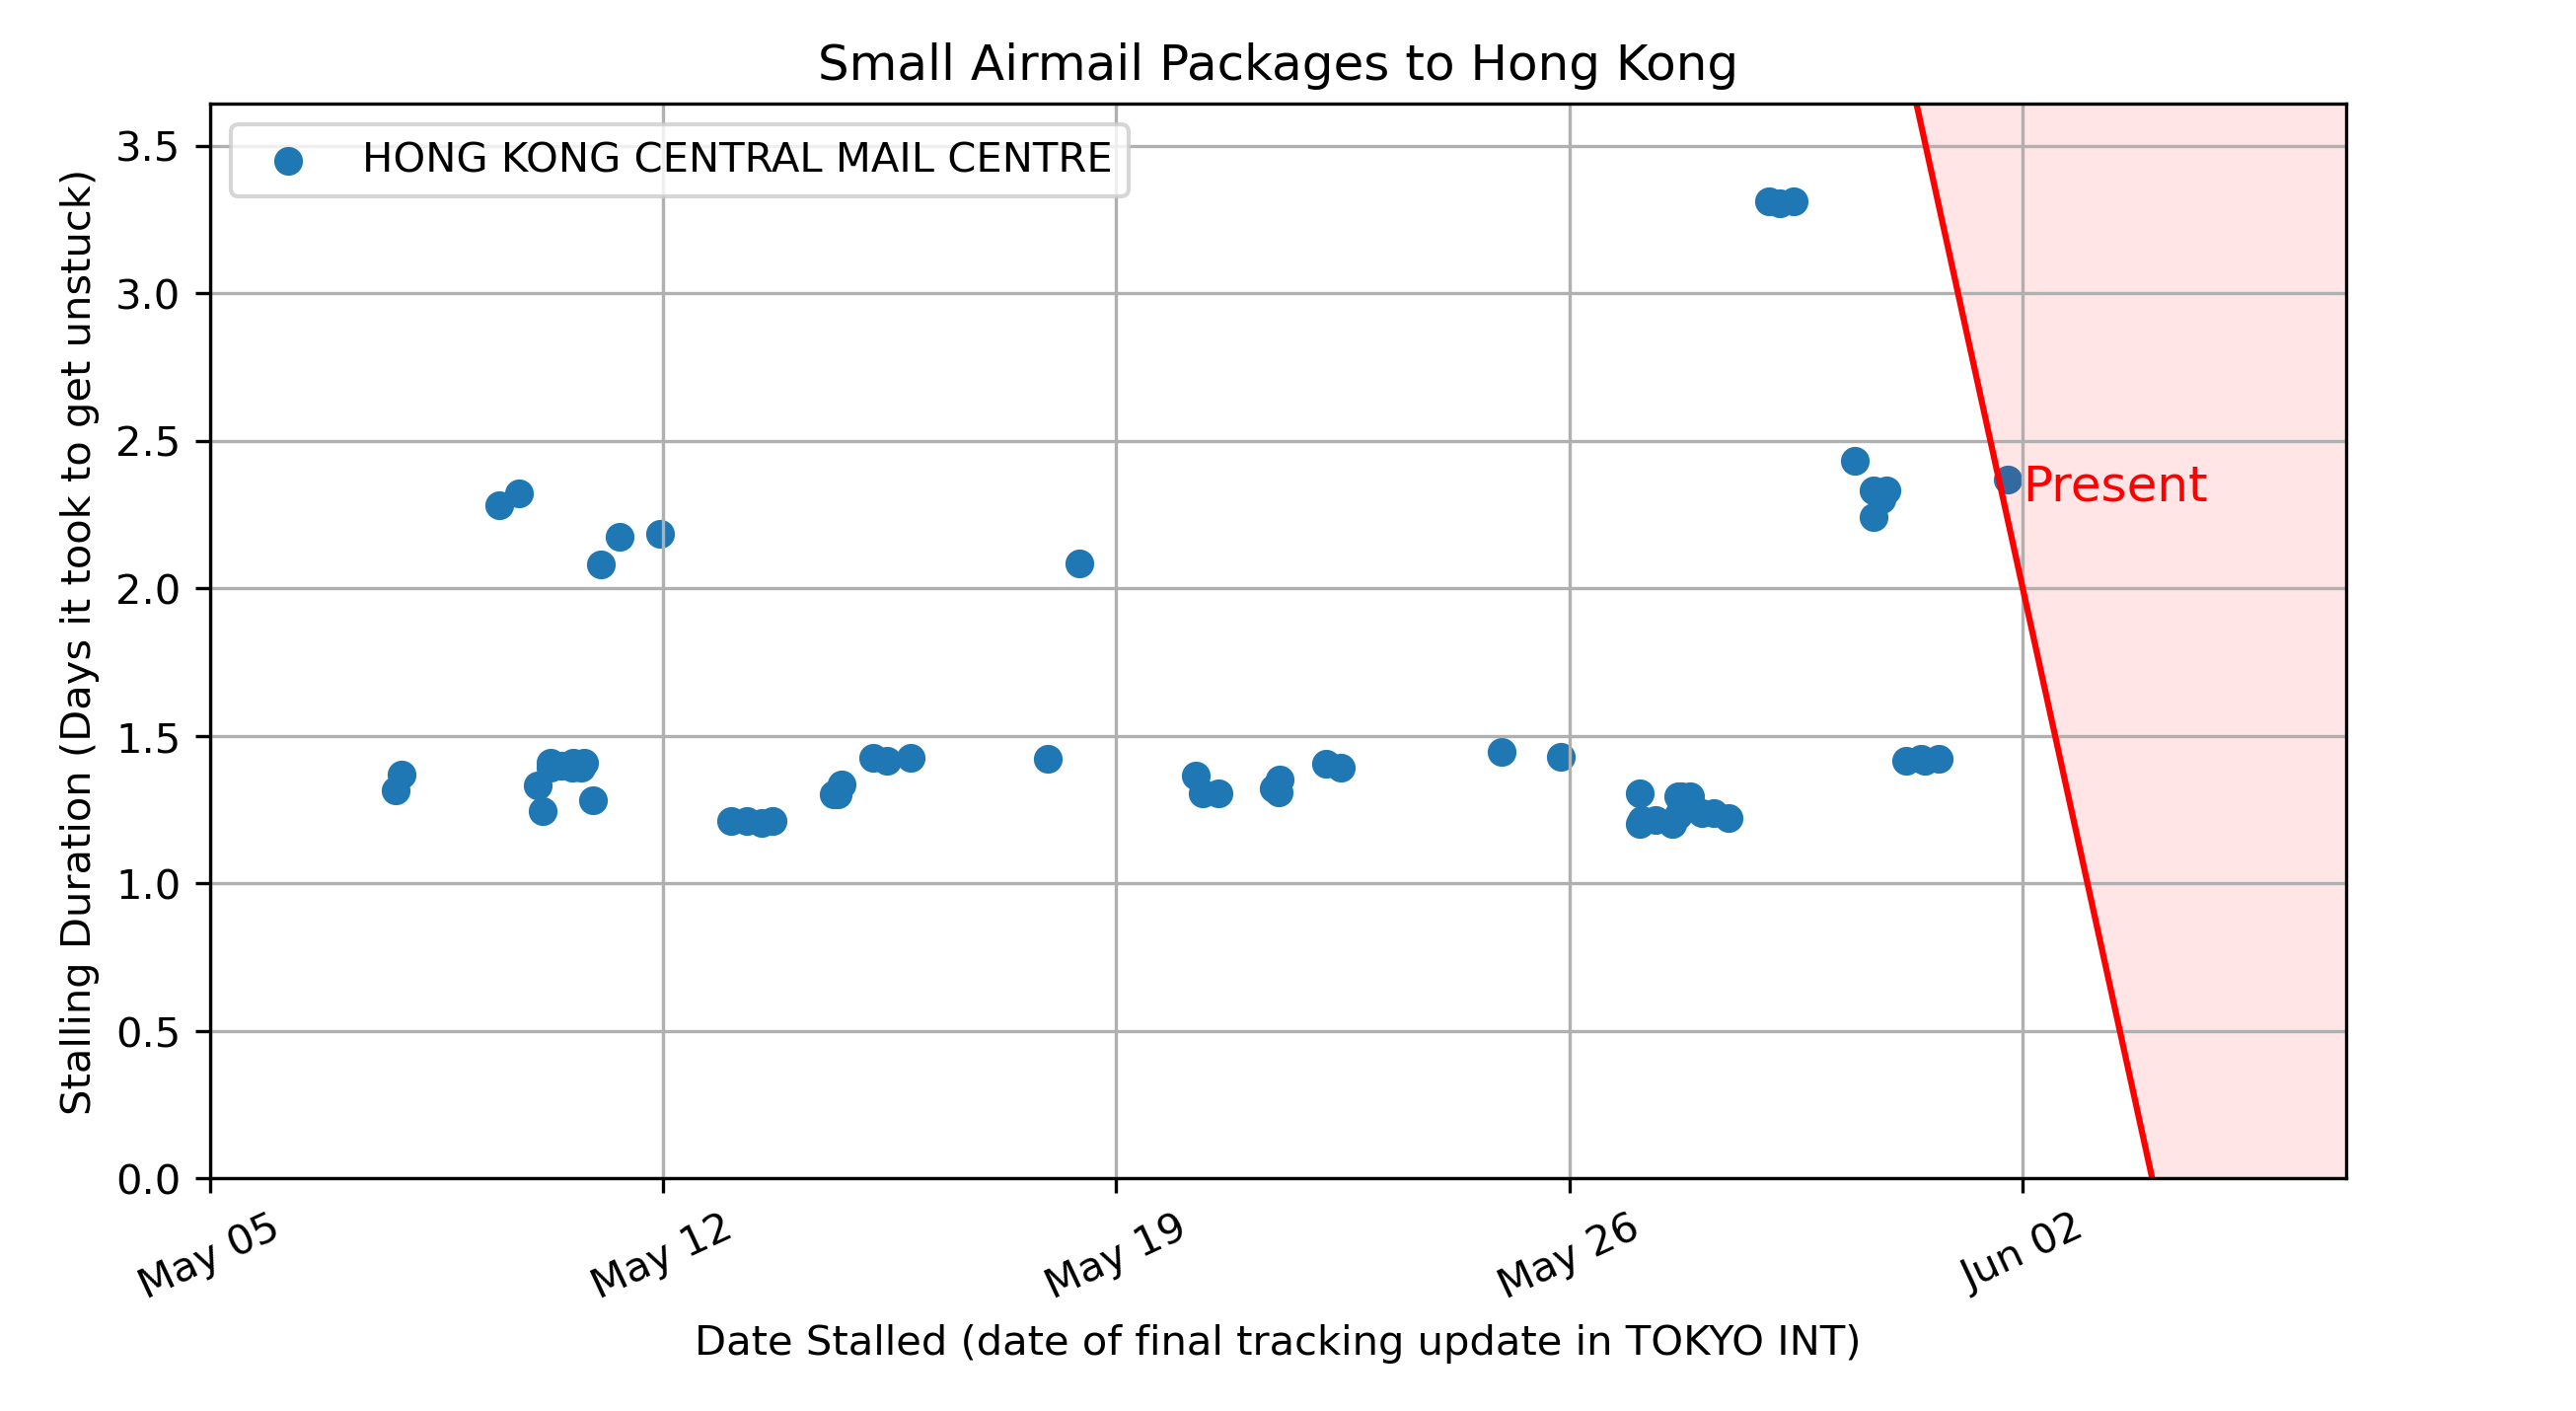 Small Airmail Packages to Hong Kong
HONG KONG CENTRAL MAIL CENTRE
Stalling Duration (Days it took to get unstuck)
3.5
3.0
2.5
2.0
1.5
1.0
0.5
0.0
Present
May 05
May 12
May 19
May 26
Jun 02
Date Stalled (date of final tracking update in TOKYO INT)